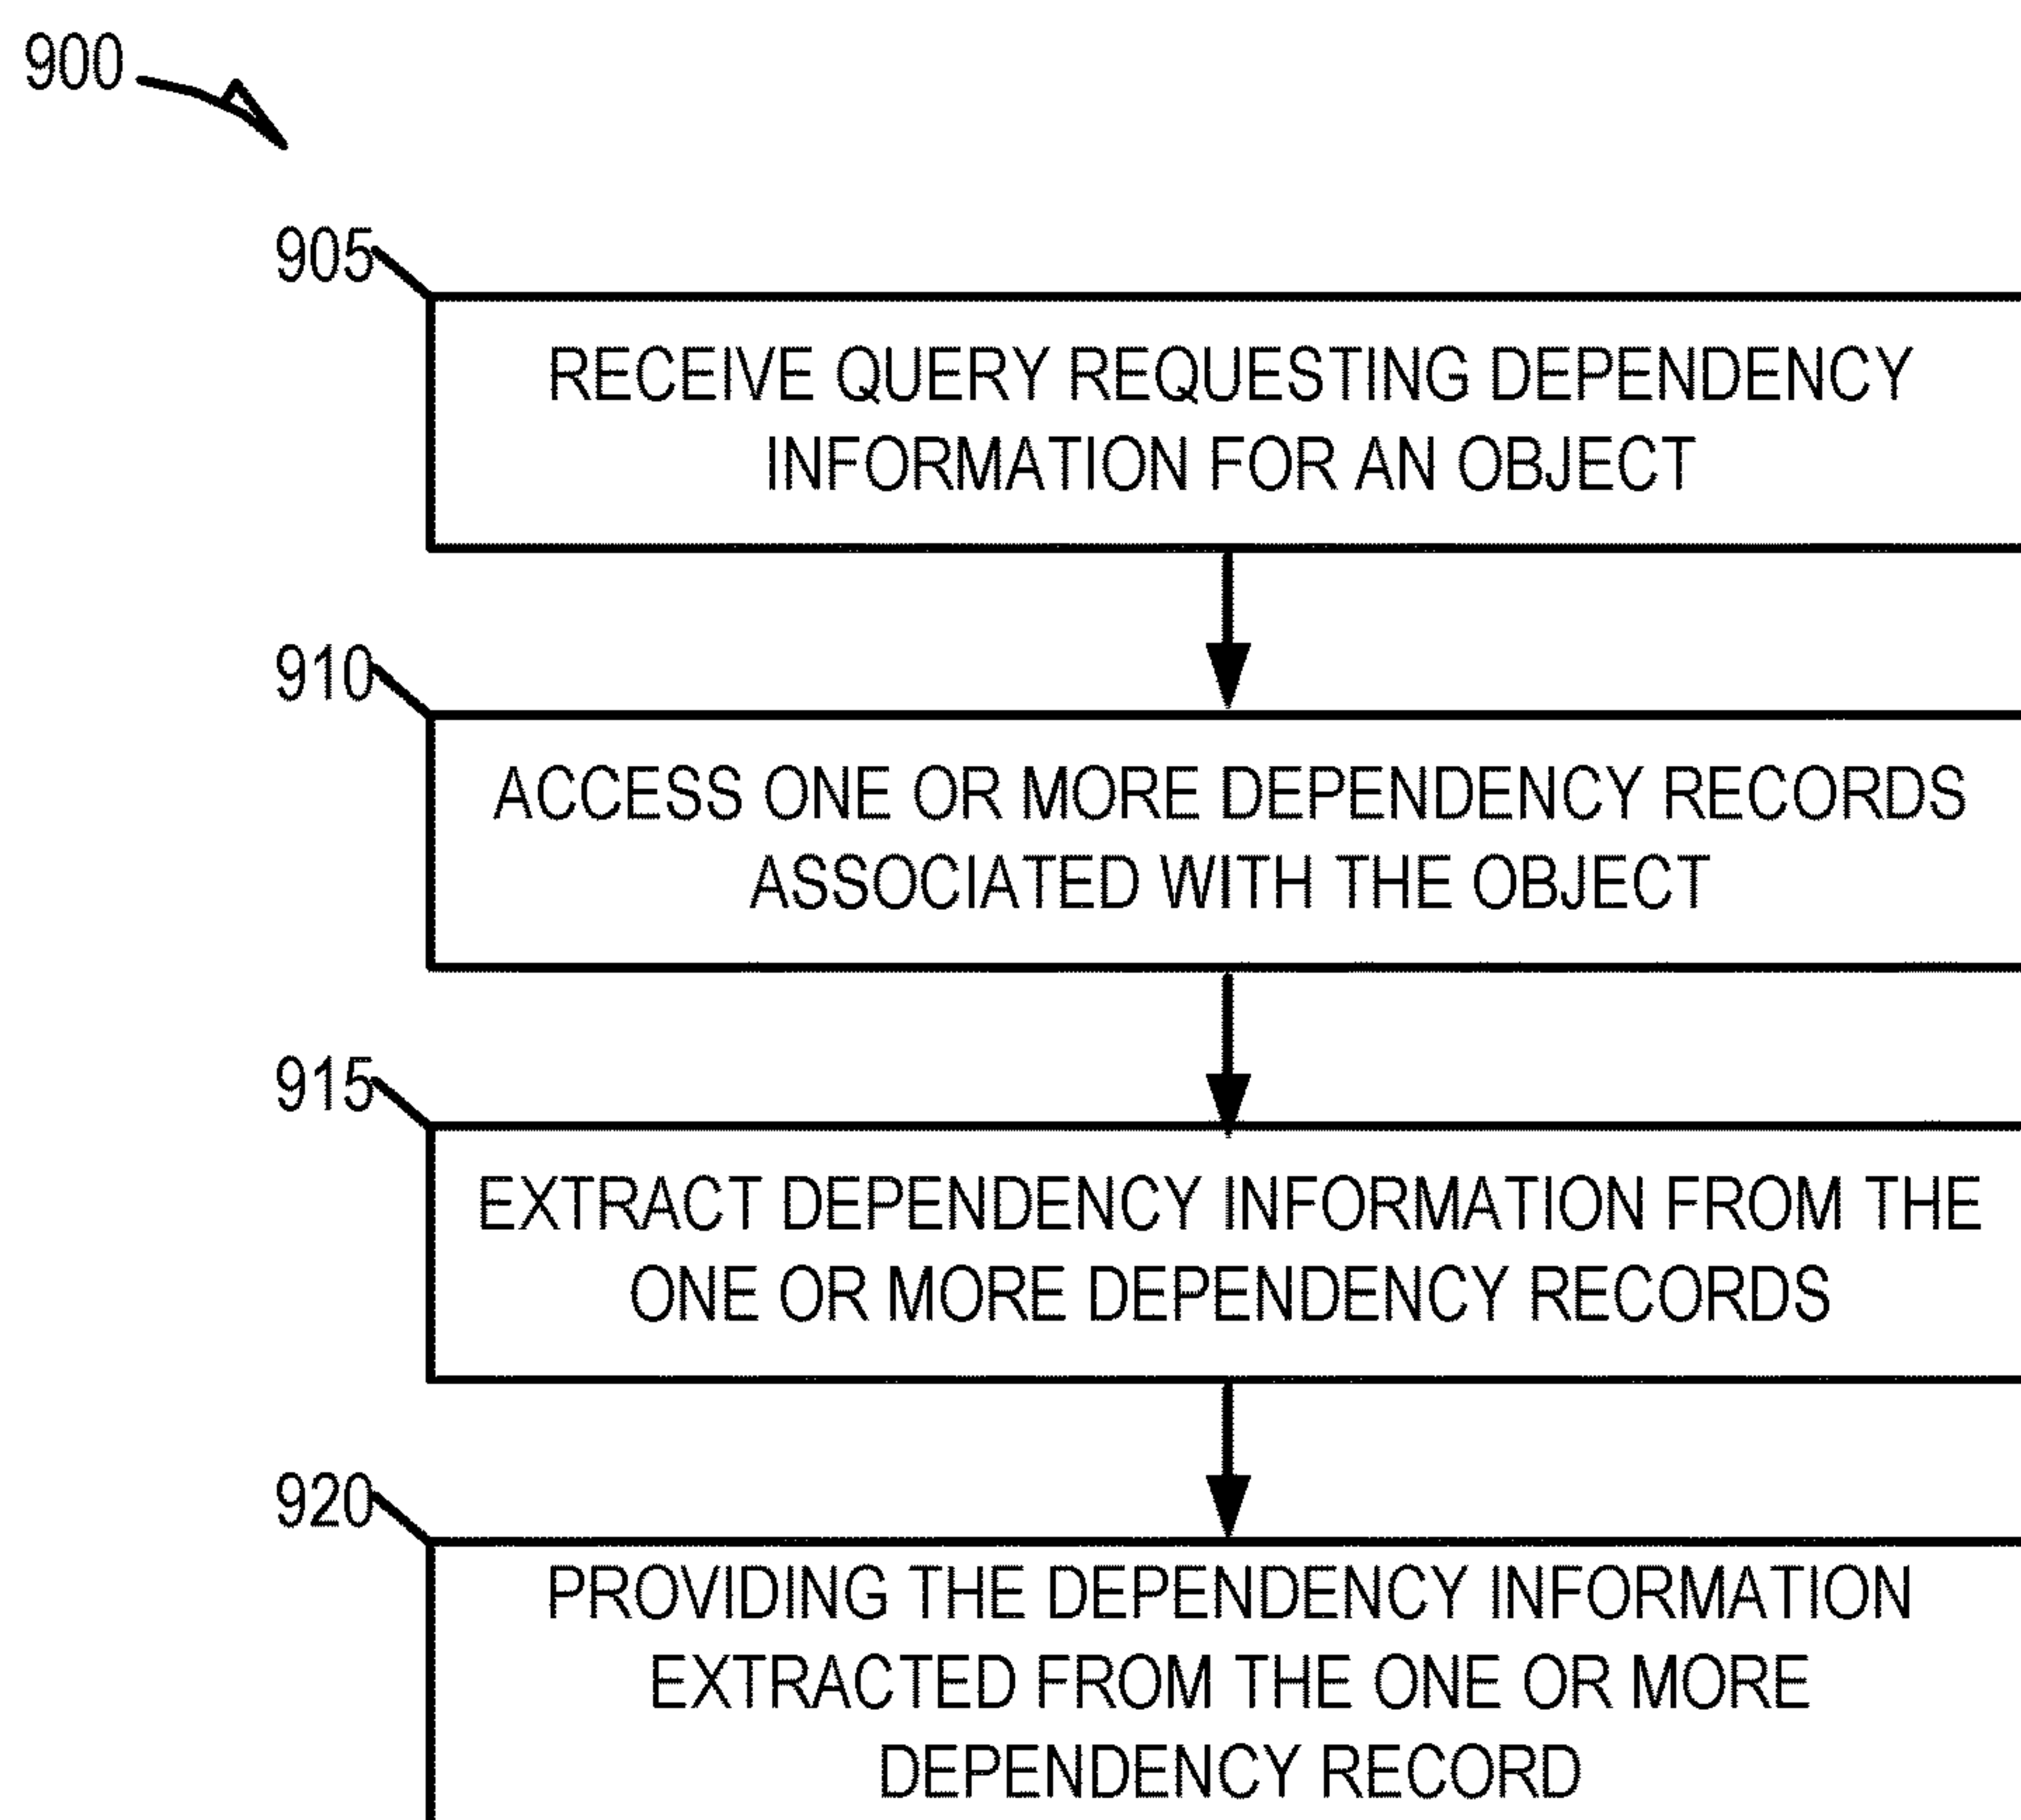 900
905
RECEIVE QUERY REQUESTING DEPENDENCY
INFORMATION FOR AN OBJECT
910
ACCESS ONE OR MORE DEPENDENCY RECORDS
ASSOCIATED WITH THE OBJECT
915
EXTRACT DEPENDENCY INFORMATION FROM THE
ONE OR MORE DEPENDENCY RECORDS
920
PROVIDING THE DEPENDENCY INFORMATION
EXTRACTED FROM THE ONE OR MORE
DEPENDENCY RECORD